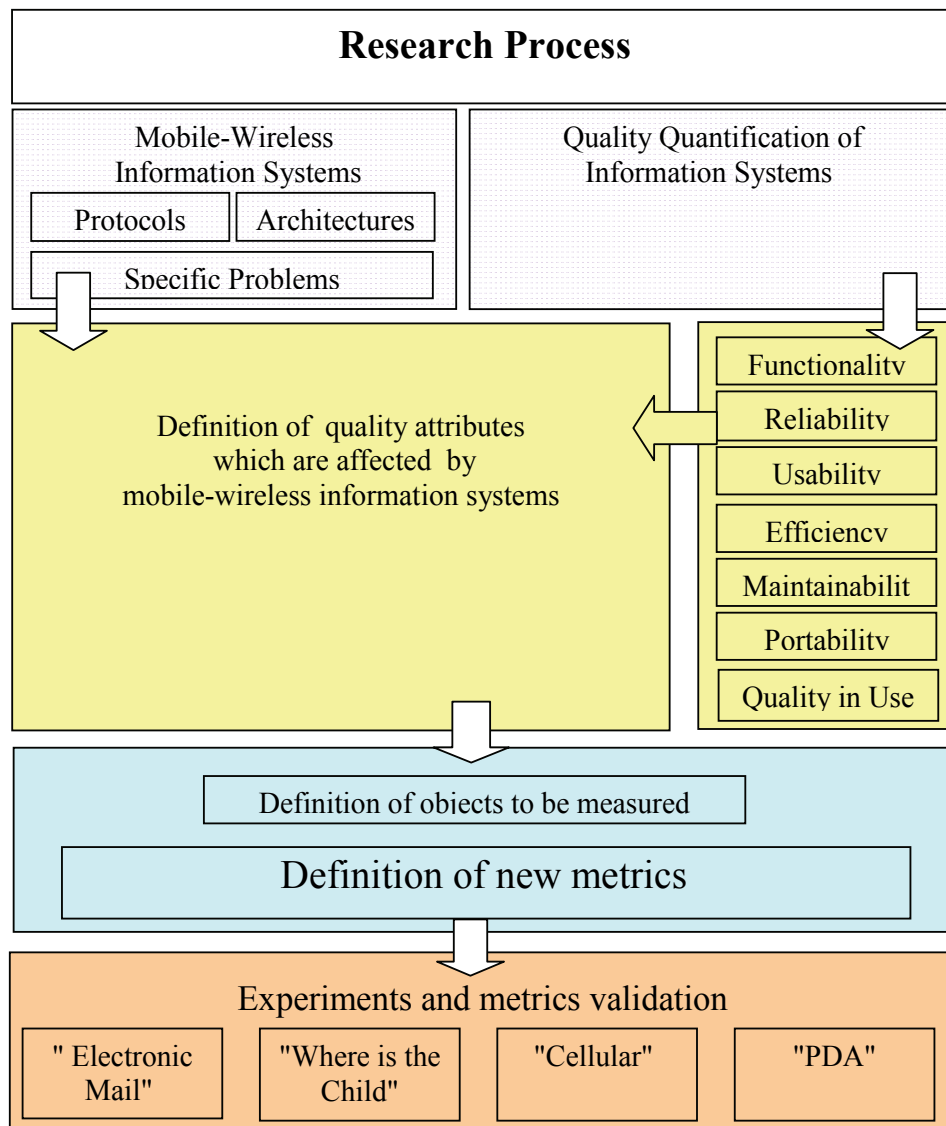 Research Process
Mobile-Wireless
Information Systems
Protocols
Architectures
Specific Problems
Quality Quantification of
Information Systems
Definition of quality attributes
which are affected by
mobile-wireless information systems
Functionality
Reliability
Usability
Efficiency
Maintainabilit
Portability
Quality in Use
Definition of objects to be measured
Definition of new metrics
Experiments and metrics validation
" Electronic
Mail"
"Where is the
Child"
"Cellular"
"PDA"